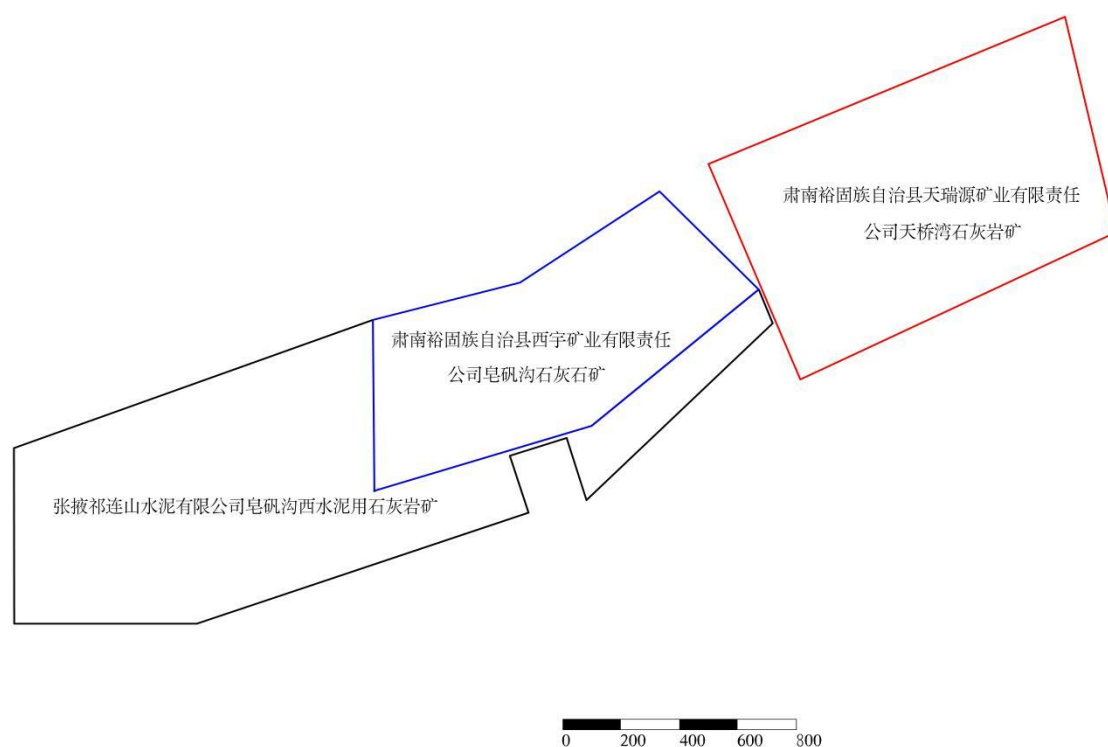 肃南裕固族自治县天瑞源矿业有限责任
公司天桥湾石灰岩矿
肃南裕固族自治县西宇矿业有限责任
公司皂矾沟石灰石矿
张掖祁连山水泥有限公司皂矾沟西水泥用石灰岩矿
0 200 400 600 800